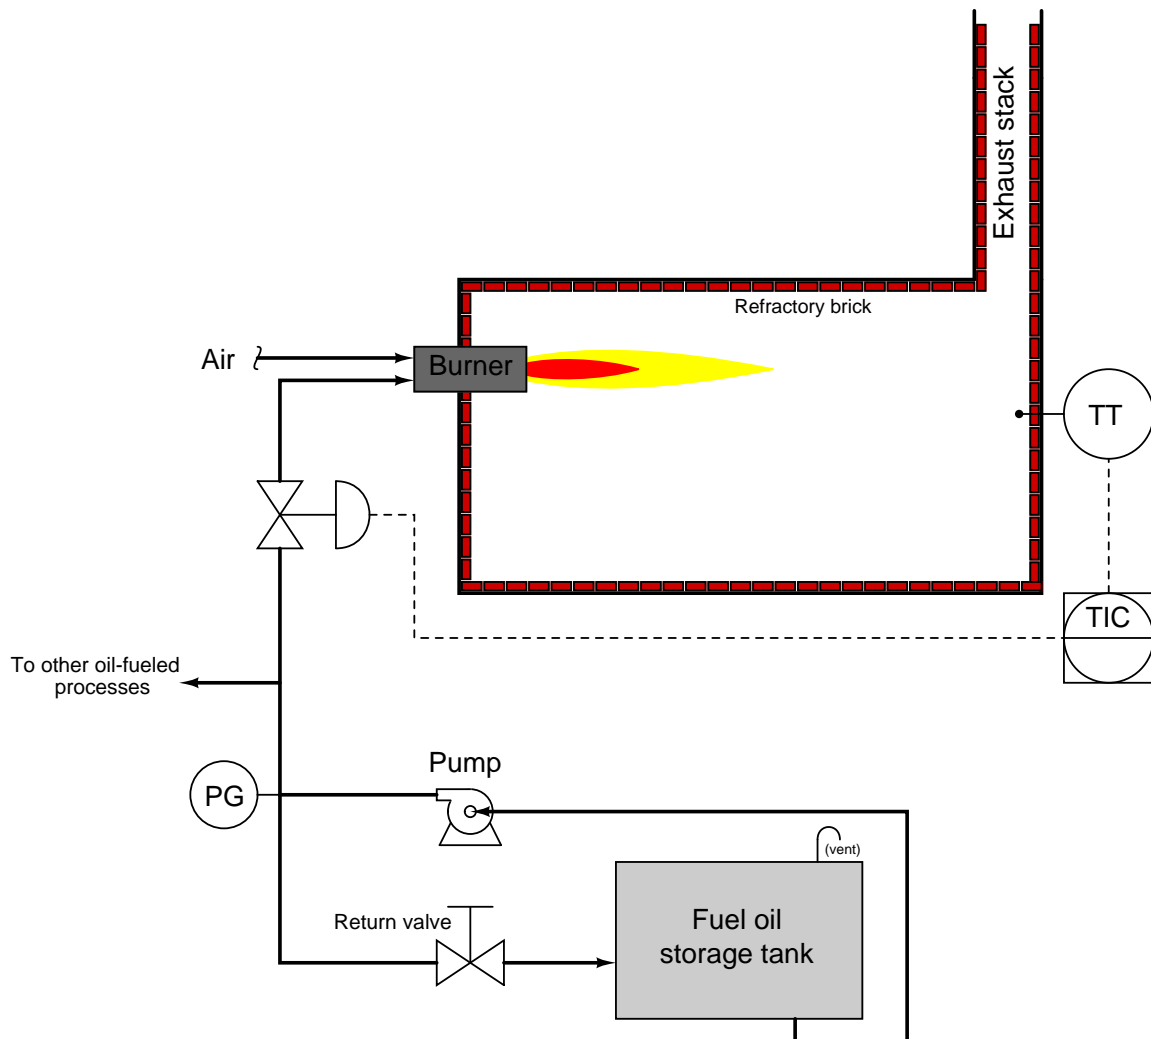 Exhaust stack
Refractory brick
Air
Burner
TT
TIC
To other oil-fueled
processes
Pump
PG
(vent)
Return valve
Fuel oil
storage tank